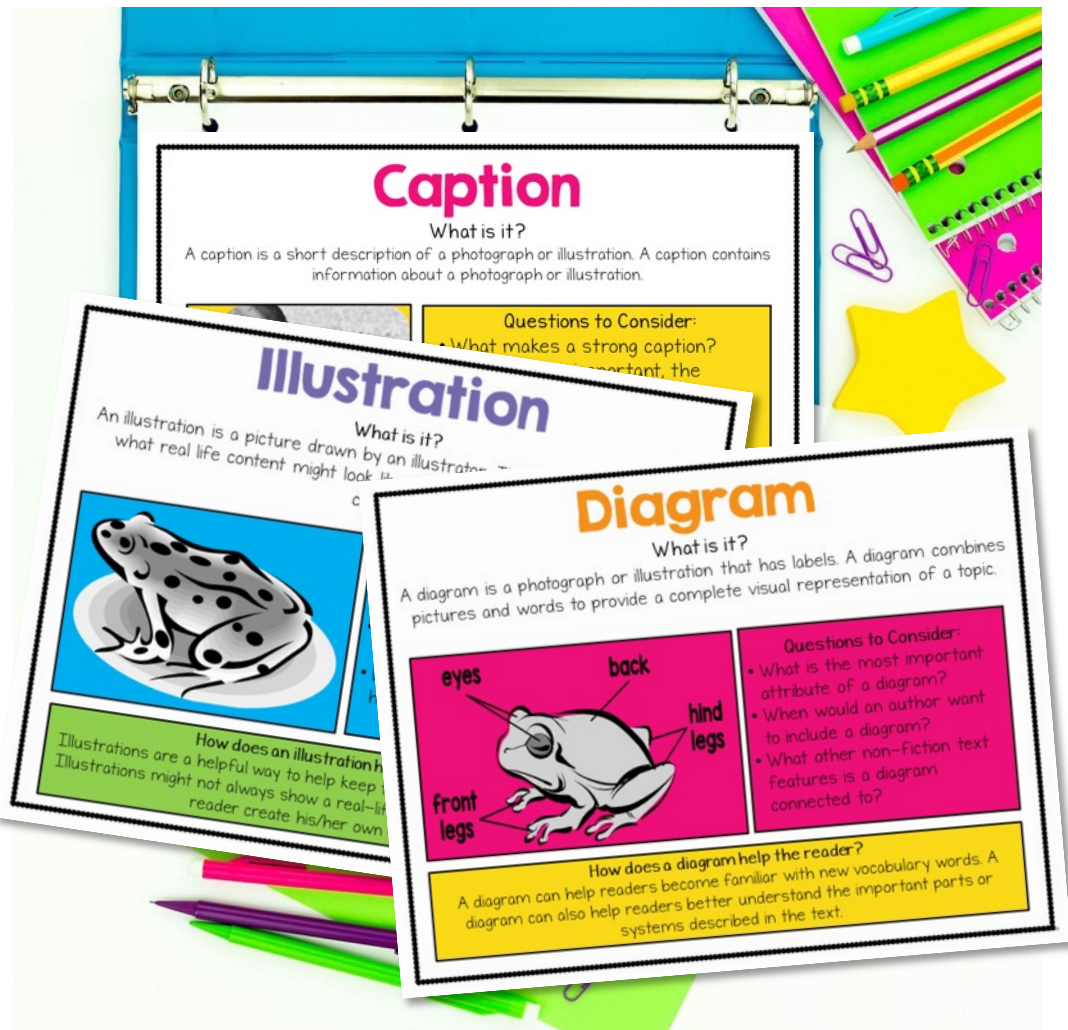 Caption
What is it?
A caption is a short description of a photograph or illustration. A caption contains
information about a photograph or illustration.
Questions to Consider:
• What makes a strong caption?
the
Illustration
What is it?
An illustration is a picture drawn by an illustrator.
what real life content might look
How does an illustration
Illustrations are a helpful way to help keep
Illustrations might not always show a
reader create his/her own
Diagram
What is it?
A diagram is a photograph or illustration that has labels. A diagram combines
pictures and words to provide a complete visual representation of a topic.
eyes
back
hind
legs
front
legs
Questions to Consider:
• What is the most important
attribute of a diagram?
• When would an author want
to include a diagram?
• What other non-fiction text
features is a diagram
connected to?
How does a diagram help the reader?
A diagram can help readers become familiar with new vocabulary words. A
diagram can also help readers better understand the important parts or
systems described in the text.